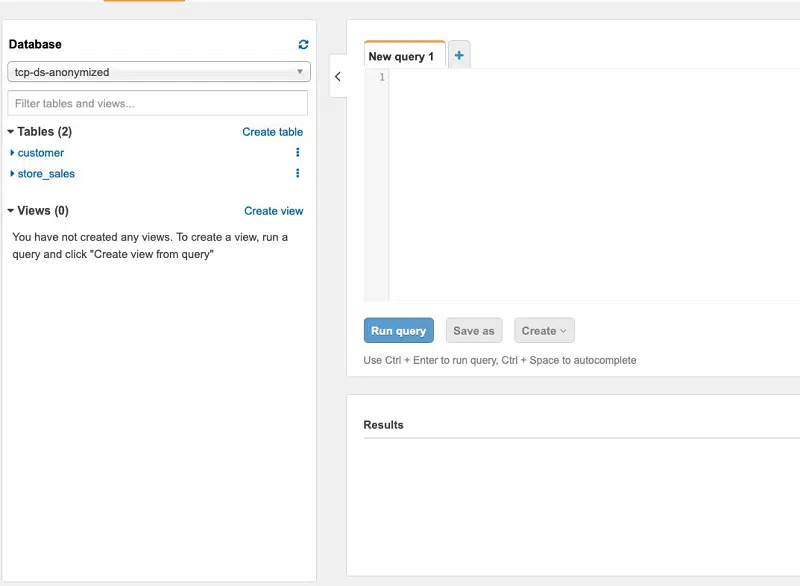 Database
tcp-ds-anonymized
Filter tables and views...
Tables (2)
Create table
customer
store_sales
Views (0)
Create view
You have not created any views. To create a view, run a
query and click "Create view from query"
New query 1
+
1
Run query
Save as
Create
Use Ctrl + Enter to run query, Ctrl + Space to autocomplete
Results